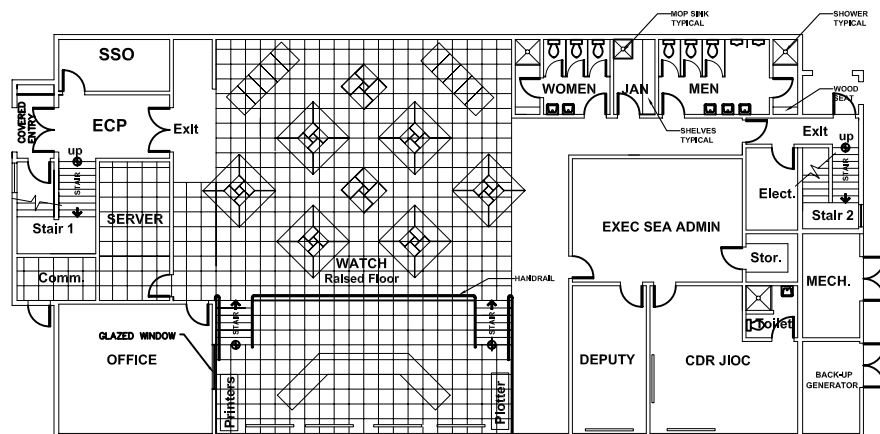 MOP SINK
TYPICAL
SHOWER
TYPICAL
SSO
WOMEN
JAN
MEN
WOOD
SEAT
COVERED
ENTRY
ECP
Exit
SHELVES
TYPICAL
Exit
up
up
STAIR
STAIR
SERVER
Elect.
Stair 1
EXEC SEA ADMIN
Stair 2
WATCH
Raised Floor
Stor.
Comm.
HANDRAIL
MECH.
STAIR
STAIR
GLAZED WINDOW
Toilet
OFFICE
DEPUTY
CDR JIOC
BACK-UP
GENERATOR
Printers
Plotter